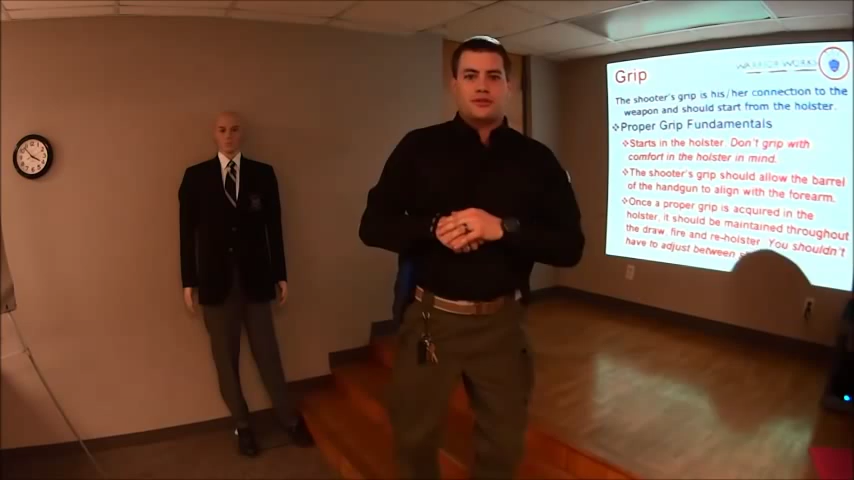 WARRIOR WORKS
Grip
The shooter's grip is his/her connection to the
weapon and should start from the holster.
❖Proper Grip Fundamentals
❖Starts in the holster. Don't grip with
comfort in the holster in mind.
❖The shooter's grip should allow the barrel
of the handgun to align with the forearm.
❖Once a proper grip is acquired in the
holster, it should be maintained throughout
the draw, fire and re-holster. You shouldn't
have to adjust between